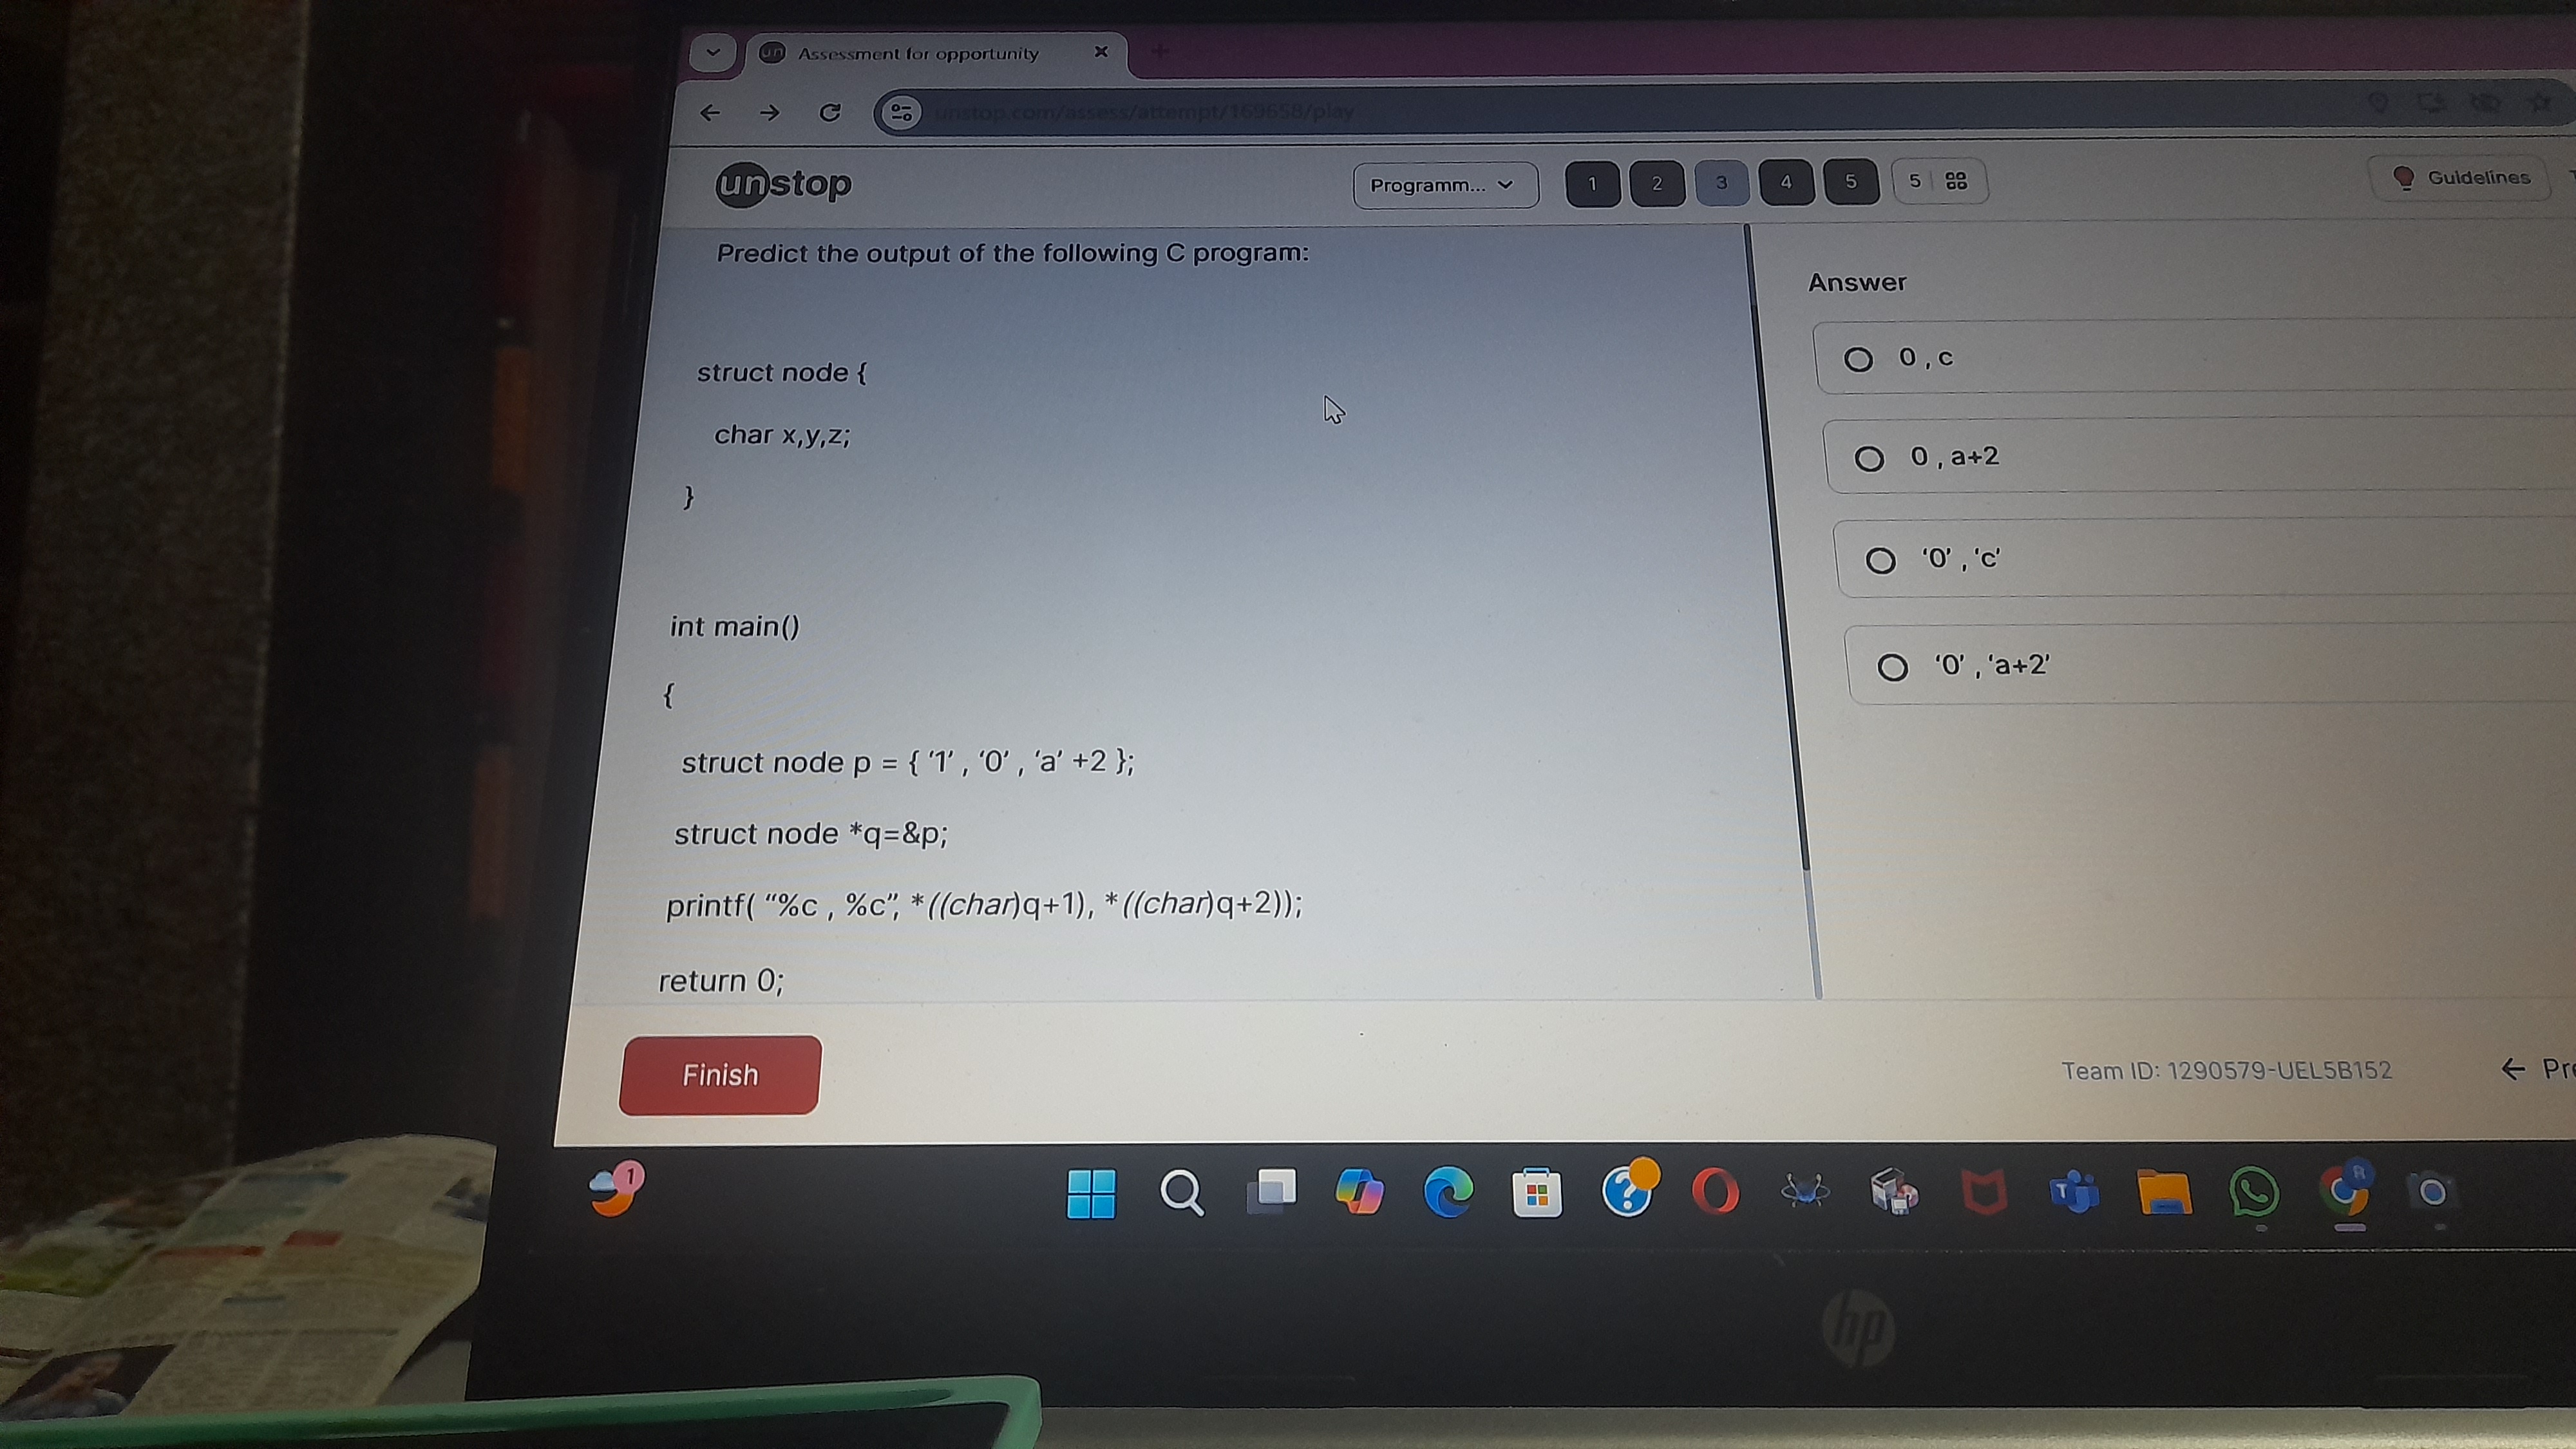 un Assessment for opportunity
unstop.com/assess/attempt/169658/play
unstop
Programm...
1
2
3
4
5
5
Guidelines
Predict the output of the following C program:
struct node {
char x,y,z;
}
int main()
{
struct node p = { ‘1’ , ‘0’ , ‘a’ +2 };
struct node *q=&p;
printf( “%c , %c”, *((char)q+1), *((char)q+2));
return 0;
Answer
0 , c
0 , a+2
‘0’ , ‘c’
‘0’ , ‘a+2’
Finish
Team ID: 1290579-UEL5B152
← Pre
1
R
hp